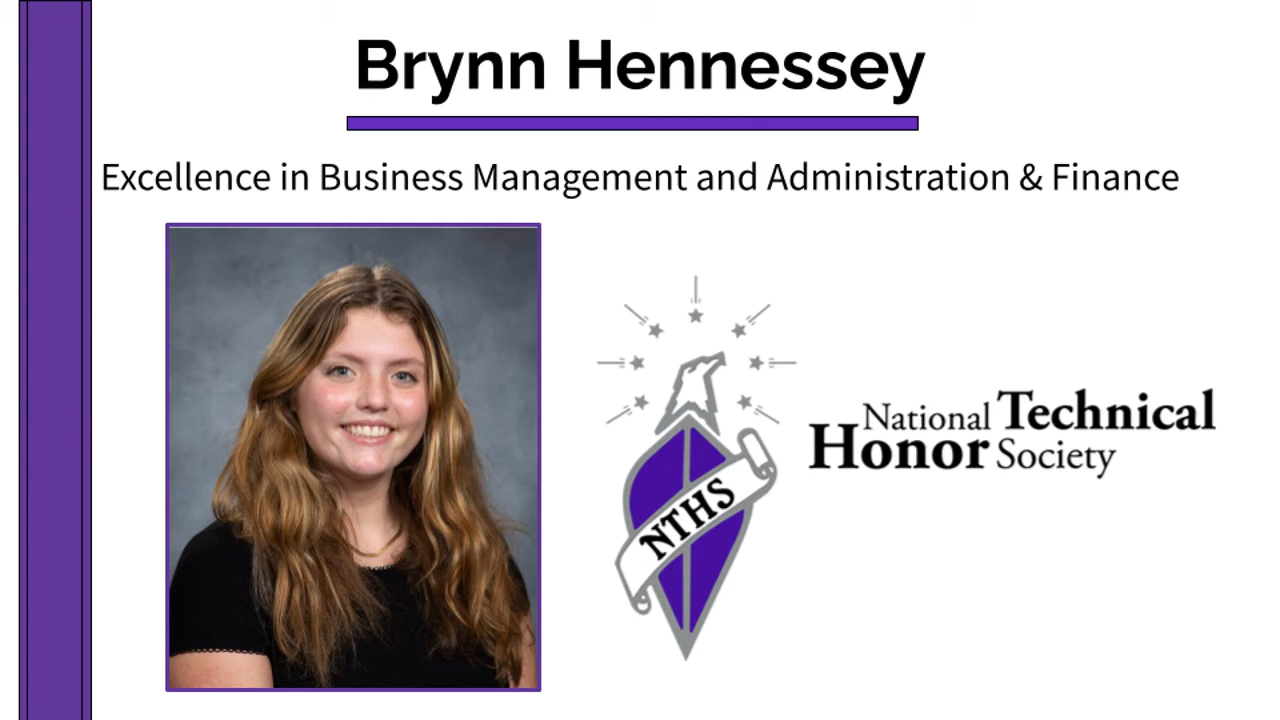 Brynn Hennessey
Excellence in Business Management and Administration & Finance
NTHS
National Technical
Honor Society